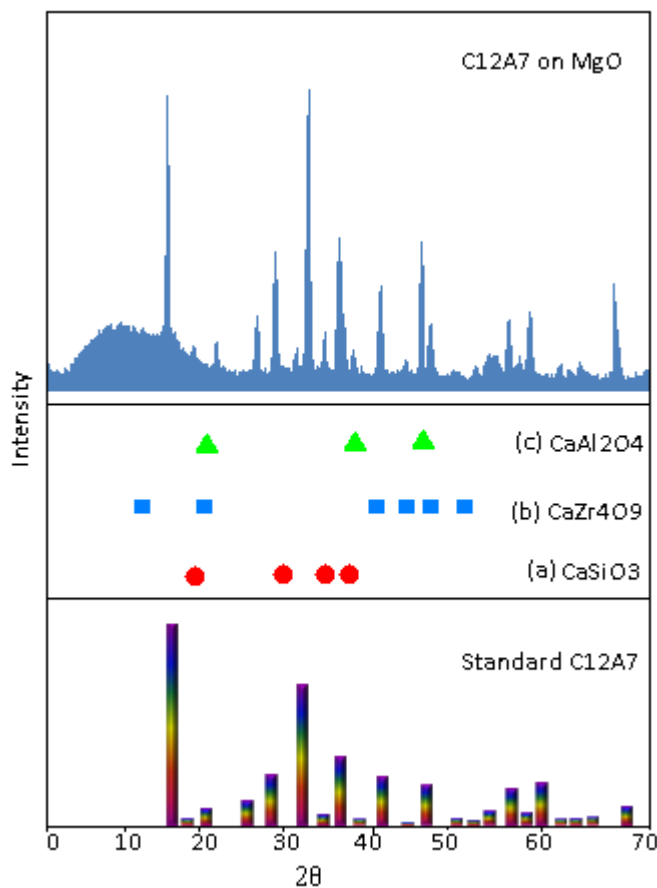 C12A7 on MgO
Intensity
(c) CaAl2O4
(b) CaZr4O9
(a) CaSiO3
Standard C12A7
0 10 20 30 40 50 60 70
2θ